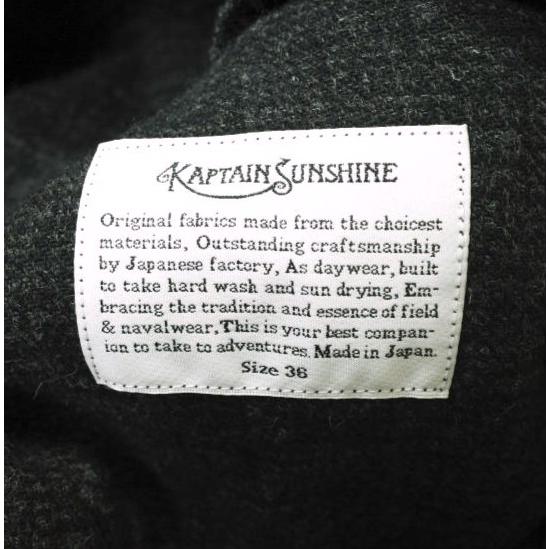 KAPTAIN SUNSHINE
Original fabrics made from the choicest
materials, Outstanding craftsmanship
by Japanese factory, As daywear, built
to take hard wash and sun drying, Em-
bracing the tradition and essence of field
& navalwear, This is your best compan-
ion to take to adventures. Made in Japan.
Size 36